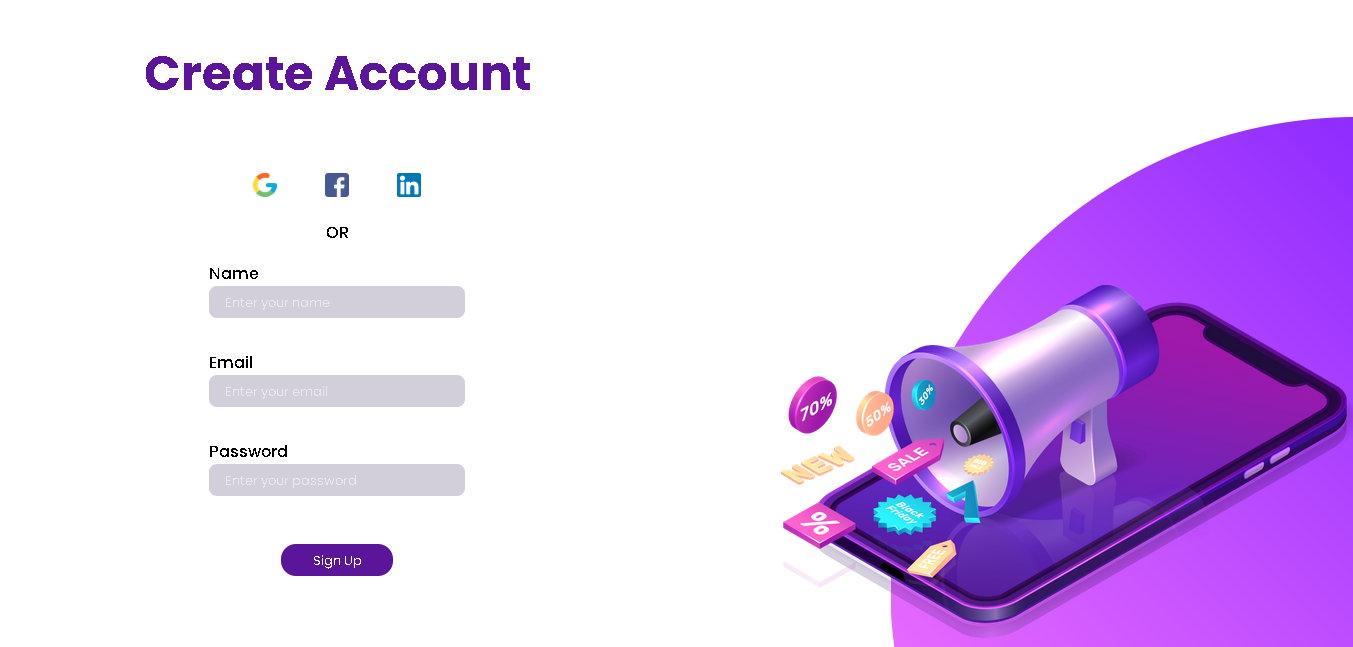 Create Account
OR
Name
Enter your name
Email
Enter your email
Password
Enter your password
Sign Up
70%
50%
30%
NEW
SALE
%
Black
Friday
FREE